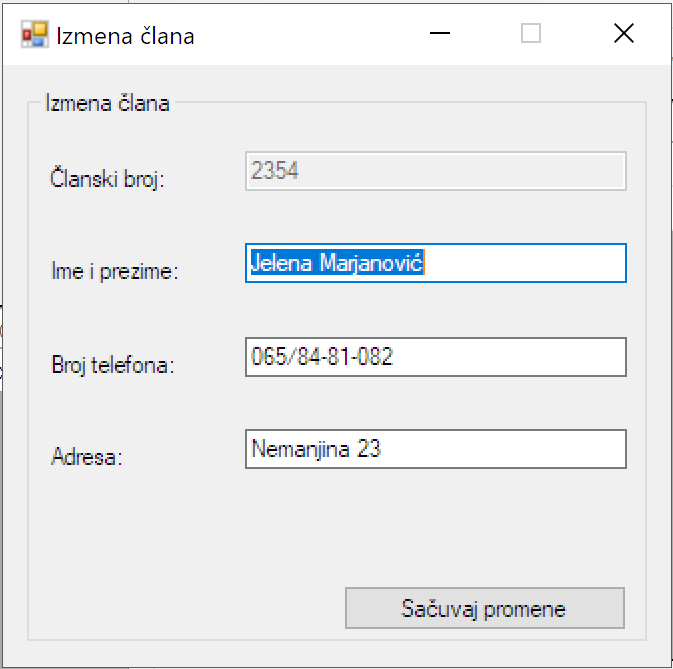 Izmena člana
Izmena člana
Članski broj: 2354
Ime i prezime: Jelena Marjanović
Broj telefona: 065/84-81-082
Adresa: Nemanjina 23
Sačuvaj promene